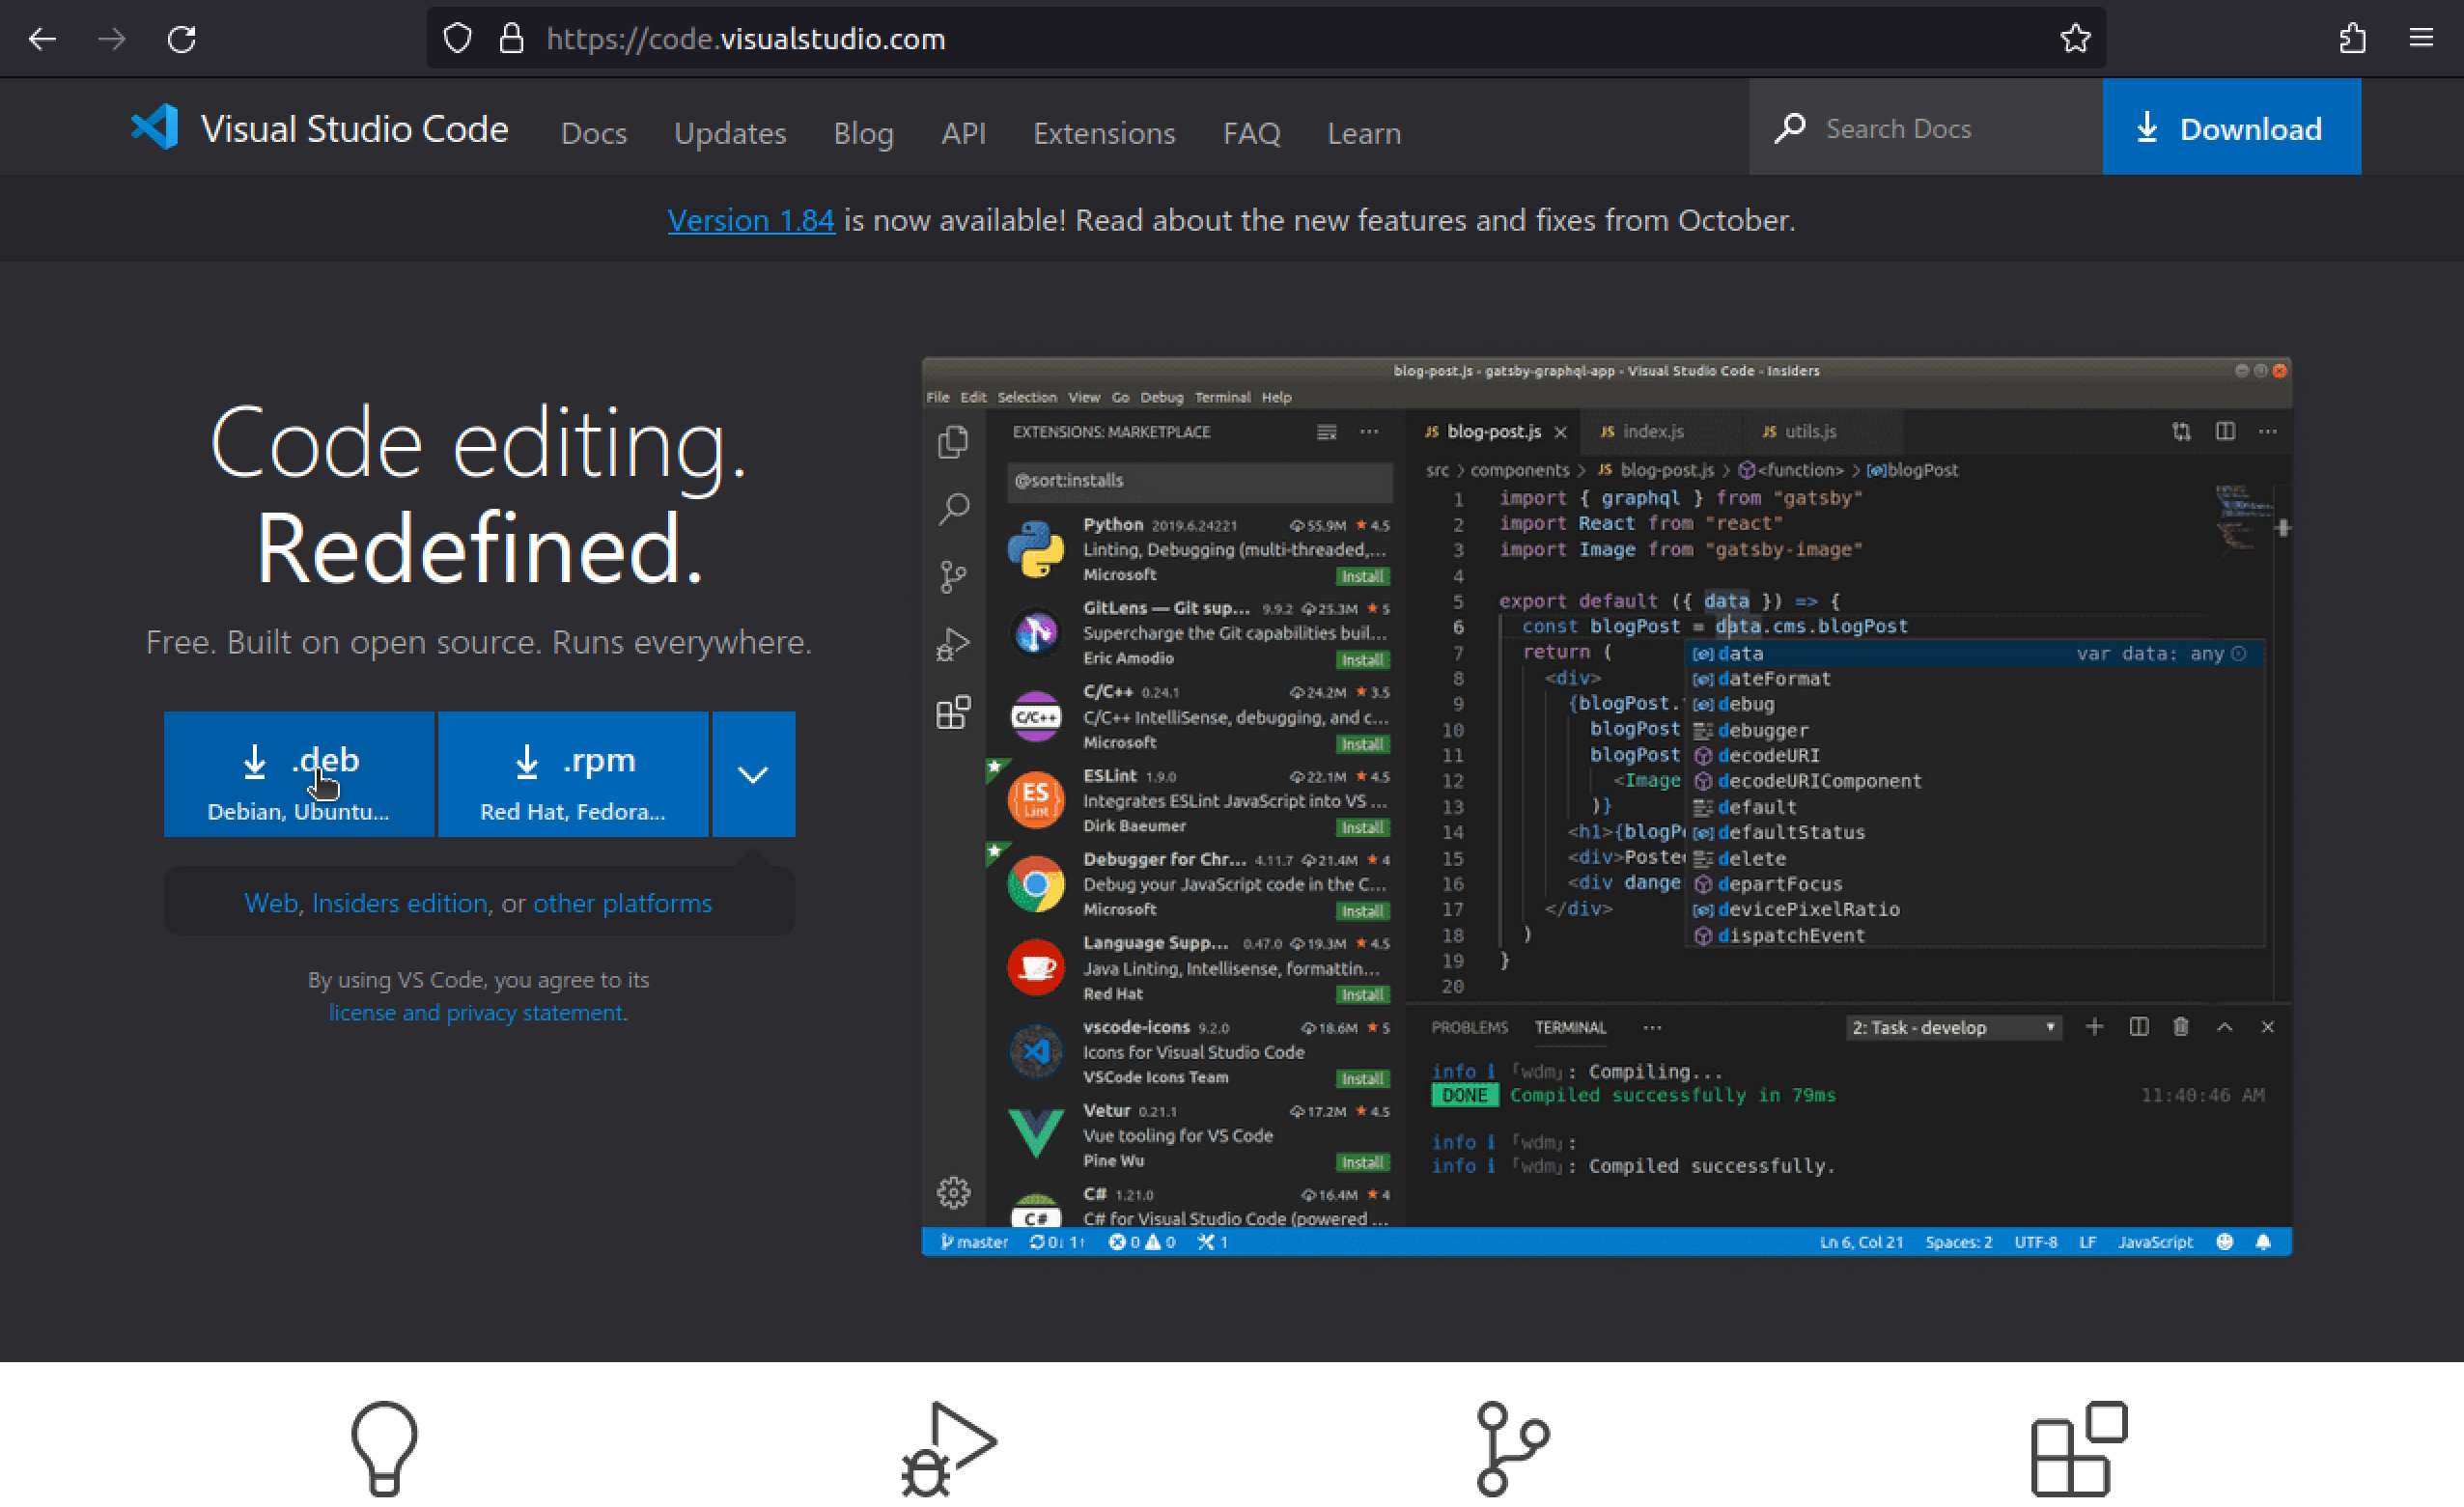 https://code.visualstudio.com
Visual Studio Code
Docs
Updates
Blog
API
Extensions
FAQ
Learn
Search Docs
Download
Version 1.84 is now available! Read about the new features and fixes from October.
Code editing.
Redefined.
Free. Built on open source. Runs everywhere.
.deb
Debian, Ubuntu...
.rpm
Red Hat, Fedora...
Web, Insiders edition, or other platforms
By using VS Code, you agree to its
license and privacy statement.
blog-post.js - gatsby-graphql-app - Visual Studio Code - Insiders
File Edit Selection View Go Debug Terminal Help
EXTENSIONS: MARKETPLACE
@sort:installs
Python 2019.6.24221 55.9M 4.5
Linting, Debugging (multi-threaded,...
Microsoft Install
GitLens — Git sup... 9.9.2 25.3M 5
Supercharge the Git capabilities buil...
Eric Amodio Install
C/C++ 0.24.1 24.2M 3.5
C/C++
C/C++ IntelliSense, debugging, and c...
Microsoft Install
ESLint 1.9.0 22.1M 4.5
ES
Lint
Integrates ESLint JavaScript into VS ...
Dirk Baeumer Install
Debugger for Chr... 4.11.7 21.4M 4
Debug your JavaScript code in the C...
Microsoft Install
Language Supp... 0.47.0 19.3M 4.5
Java Linting, Intellisense, formattin...
Red Hat Install
vscode-icons 9.2.0 18.6M 5
Icons for Visual Studio Code
VSCode Icons Team Install
Vetur 0.21.1 17.2M 4.5
Vue tooling for VS Code
Pine Wu Install
C# 1.21.0 16.4M 4
C#
C# for Visual Studio Code (powered ...
JS blog-post.js
JS index.js
JS utils.js
src > components > JS blog-post.js > <function> > blogPost
1 import { graphql } from "gatsby"
2 import React from "react"
3 import Image from "gatsby-image"
4
5 export default ({ data }) => {
6 const blogPost = data.cms.blogPost
7 return (
8 <div>
9 {blogPost.
10 blogPost
11 blogPost
12 <Image
13 )}
14 <h1>{blogP
15 <div>Poste
16 <div dange
17 </div>
18 )
19 }
20
data var data: any
dateFormat
debug
debugger
decodeURI
decodeURIComponent
default
defaultStatus
delete
departFocus
devicePixelRatio
dispatchEvent
PROBLEMS TERMINAL ...
2: Task - develop
info i ｢wdm｣: Compiling...
DONE Compiled successfully in 79ms 11:40:46 AM
info i ｢wdm｣:
info i ｢wdm｣: Compiled successfully.
master 0↓ 1↑ 0 0 1
Ln 6, Col 21 Spaces: 2 UTF-8 LF JavaScript